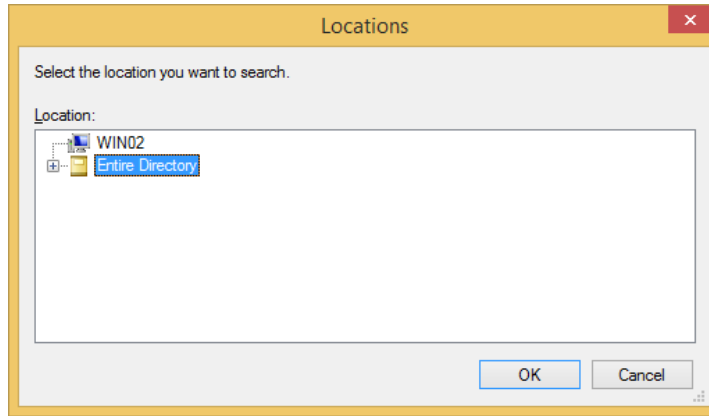 Locations
Select the location you want to search.
Location:
WIN02
Entire Directory
OK Cancel